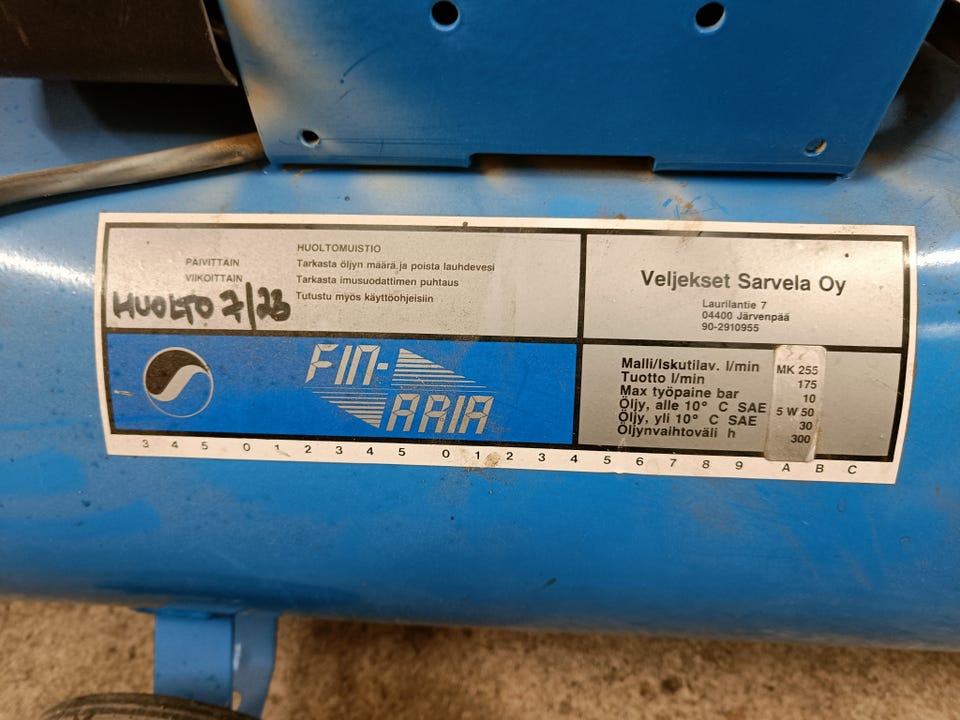 HUOLTOMUISTIO
PÄIVITTÄIN Tarkasta öljyn määrä ja poista lauhdevesi
VIIKOITTAIN Tarkasta imusuodattimen puhtaus
Tutustu myös käyttöohjeisiin
HUOLTO 7/23
Veljekset Sarvela Oy
Laurilantie 7
04400 Järvenpää
90-2910955
FIN-
ARIA
Malli/Iskutilav. l/min MK 255
Tuotto l/min 175
Max työpaine bar 10
Öljy, alle 10° C SAE 5 W 50
Öljy, yli 10° C SAE 30
Öljynvaihtoväli h 300
3 4 5 0 1 2 3 4 5 0 1 2 3 4 5 6 7 8 9 A B C